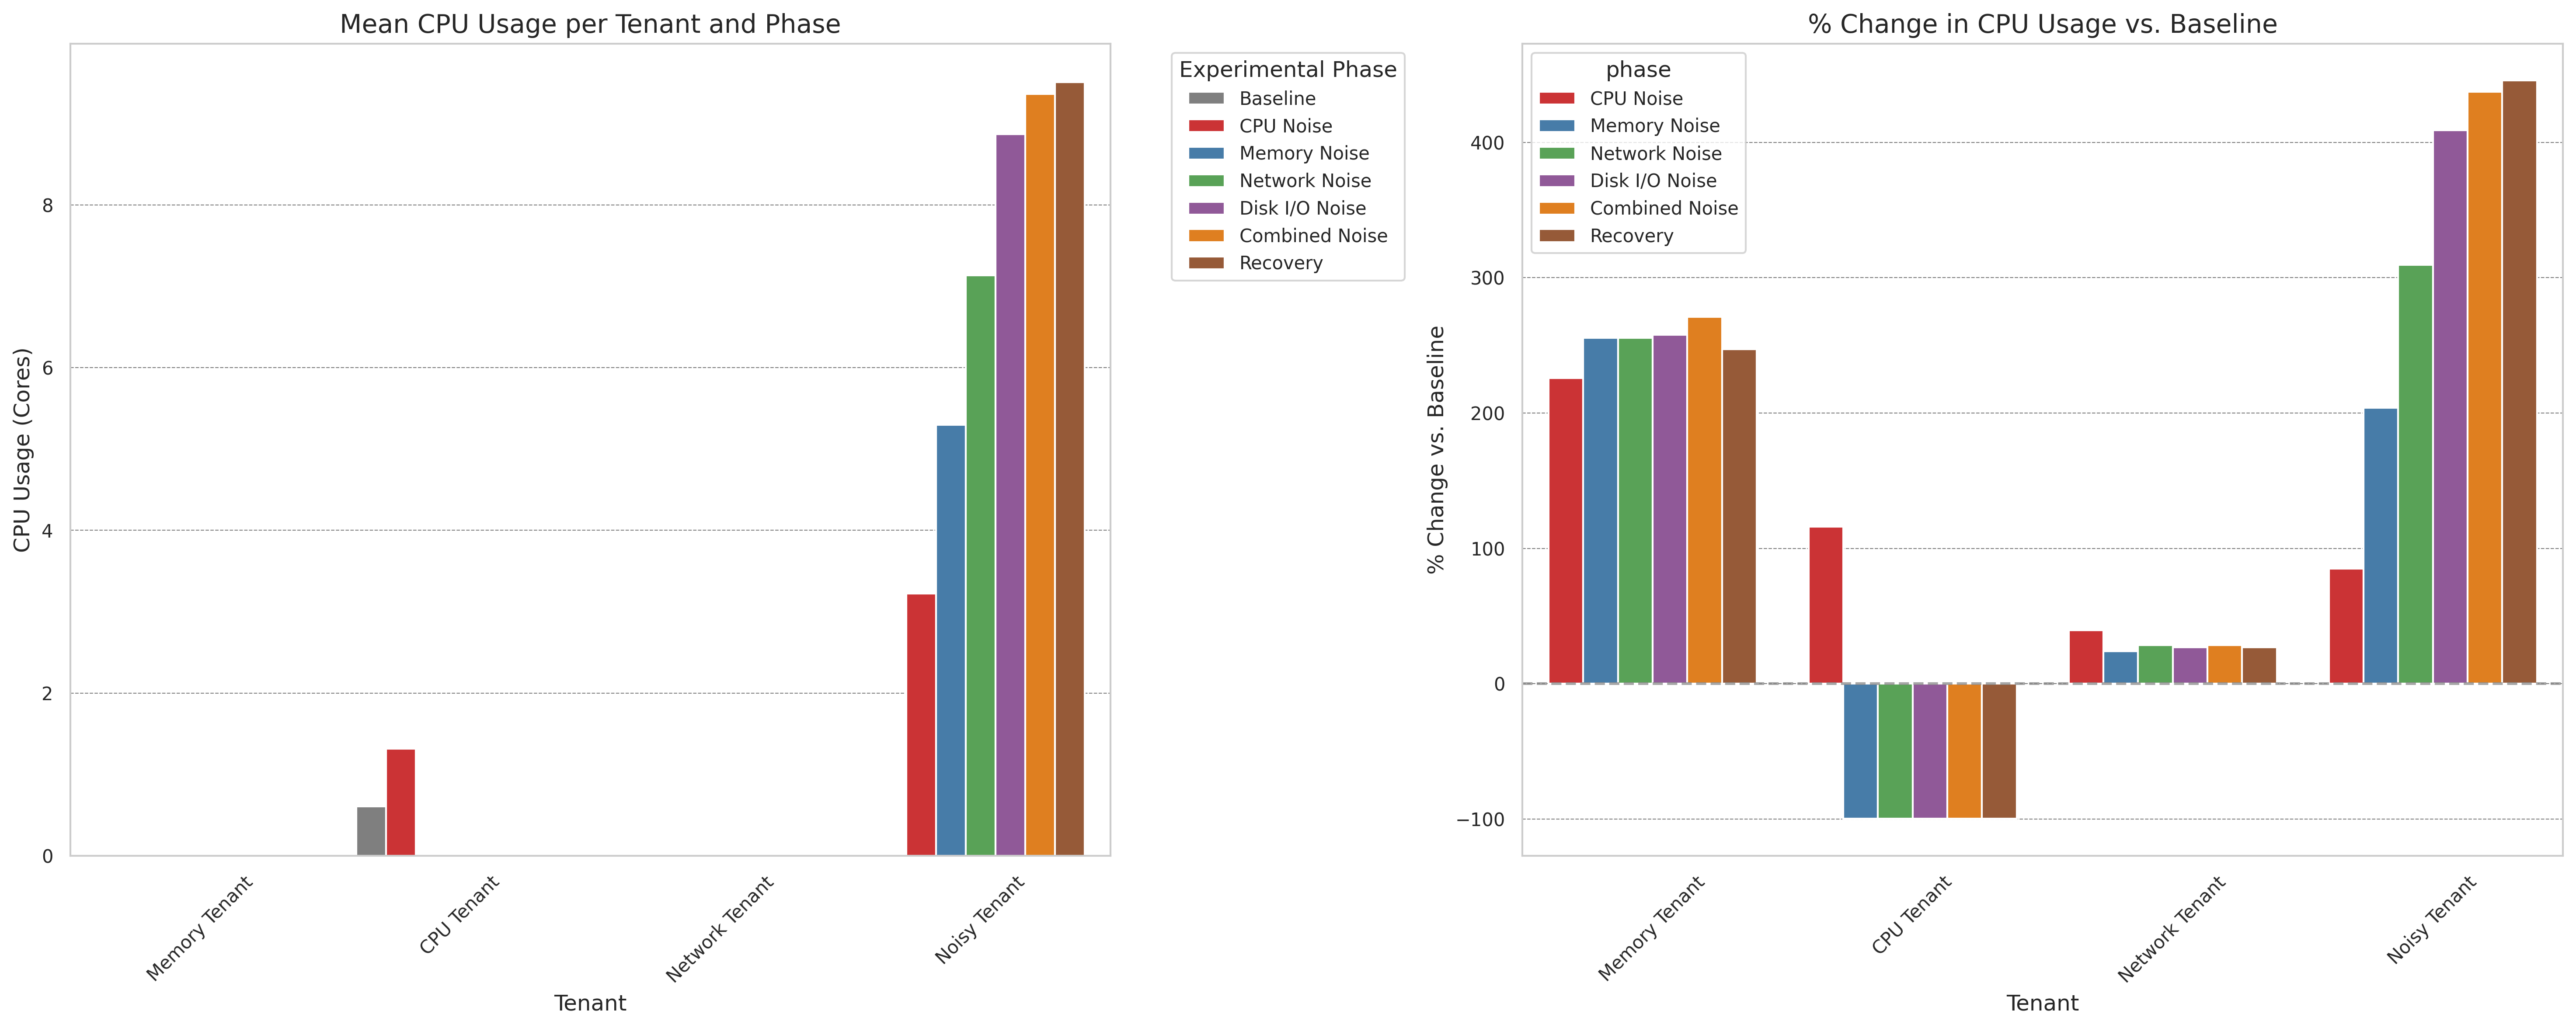 Mean CPU Usage per Tenant and Phase
CPU Usage (Cores)
8
6
4
2
0
Memory Tenant
CPU Tenant
Network Tenant
Noisy Tenant
Tenant
Experimental Phase
Baseline
CPU Noise
Memory Noise
Network Noise
Disk I/O Noise
Combined Noise
Recovery
% Change in CPU Usage vs. Baseline
% Change vs. Baseline
400
300
200
100
0
−100
phase
CPU Noise
Memory Noise
Network Noise
Disk I/O Noise
Combined Noise
Recovery
Memory Tenant
CPU Tenant
Network Tenant
Noisy Tenant
Tenant